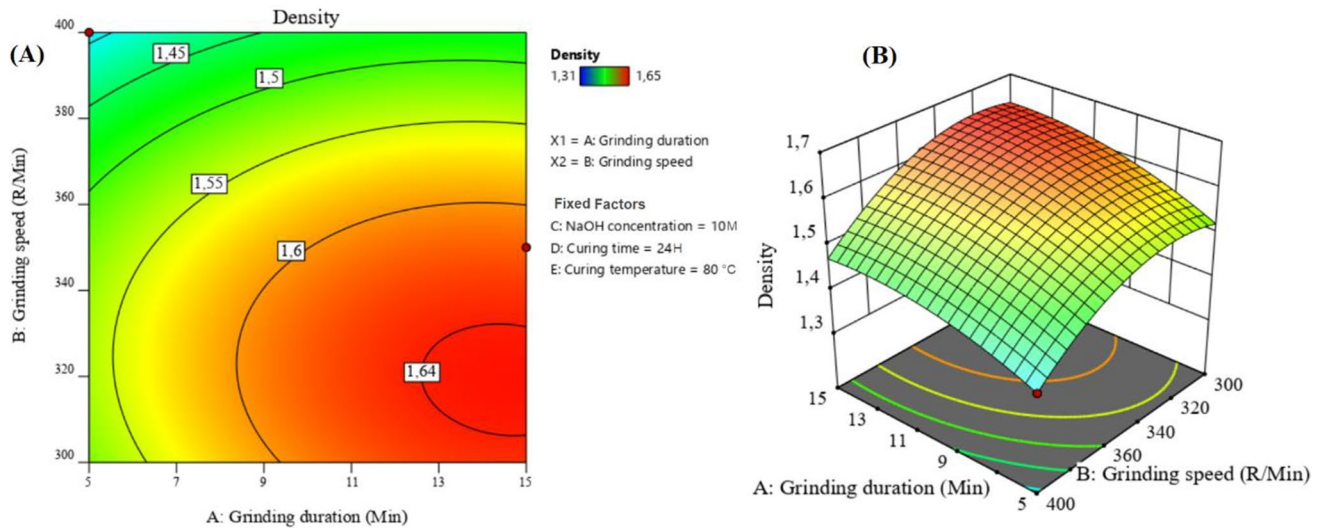 (A)
Density
400
380
360
340
320
300
B: Grinding speed (R/Min)
1,45
1,5
1,55
1,6
1,64
5
7
9
11
13
15
A: Grinding duration (Min)
Density
1,31
1,65
X1 = A: Grinding duration
X2 = B: Grinding speed
Fixed Factors
C: NaOH concentration = 10M
D: Curing time = 24H
E: Curing temperature = 80 °C
(B)
1,7
1,6
1,5
1,4
1,3
Density
15
13
11
9
5
400
360
340
320
300
A: Grinding duration (Min)
B: Grinding speed (R/Min)